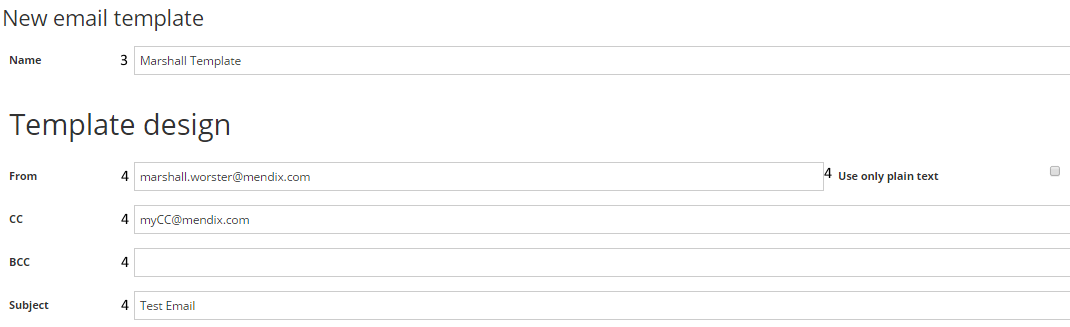 New email template
Name 3 Marshall Template
Template design
From 4 marshall.worster@mendix.com 4 Use only plain text
CC 4 myCC@mendix.com
BCC 4
Subject 4 Test Email